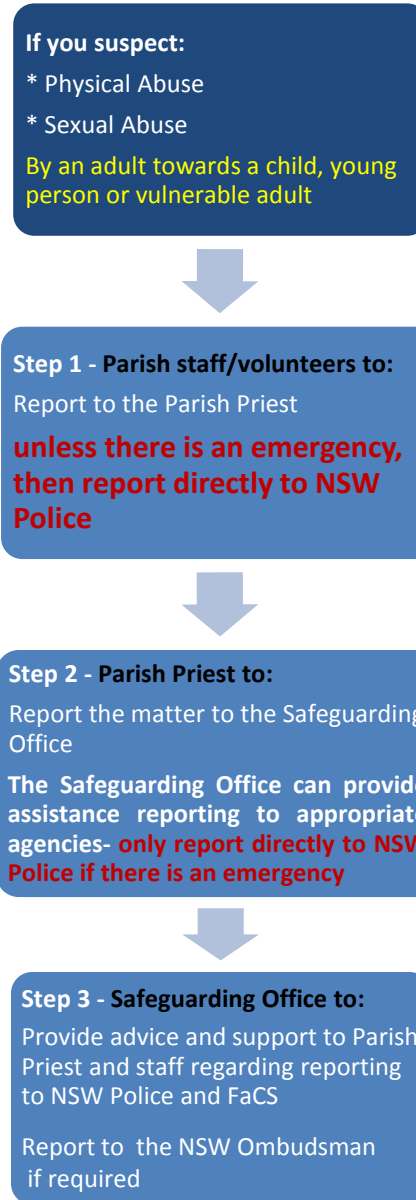 If you suspect:
* Physical Abuse
* Sexual Abuse
By an adult towards a child, young
person or vulnerable adult
Step 1 - Parish staff/volunteers to:
Report to the Parish Priest
unless there is an emergency,
then report directly to NSW
Police
Step 2 - Parish Priest to:
Report the matter to the Safeguarding
Office
The Safeguarding Office can provide
assistance reporting to appropriate
agencies- only report directly to NSW
Police if there is an emergency
Step 3 - Safeguarding Office to:
Provide advice and support to Parish
Priest and staff regarding reporting
to NSW Police and FaCS
Report to the NSW Ombudsman
if required